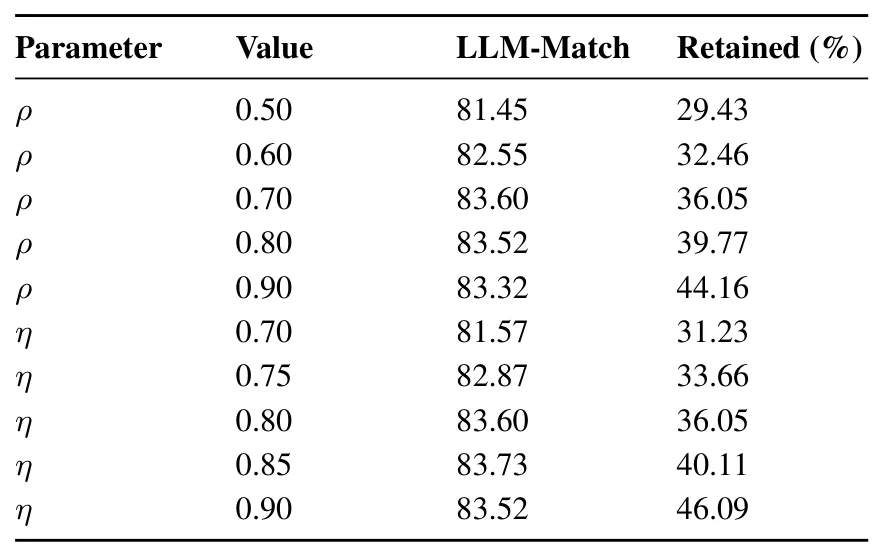 Parameter Value LLM-Match Retained (%)
ρ 0.50 81.45 29.43
ρ 0.60 82.55 32.46
ρ 0.70 83.60 36.05
ρ 0.80 83.52 39.77
ρ 0.90 83.32 44.16
η 0.70 81.57 31.23
η 0.75 82.87 33.66
η 0.80 83.60 36.05
η 0.85 83.73 40.11
η 0.90 83.52 46.09